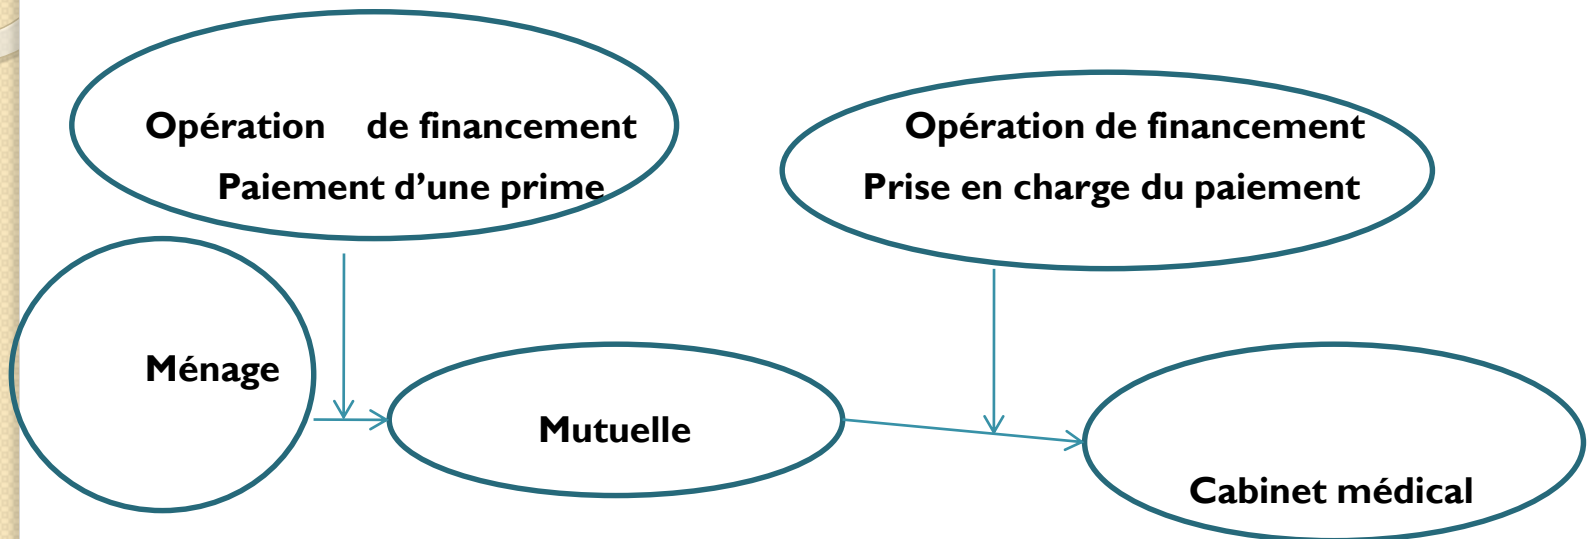 Opération de financement
Paiement d’une prime
Opération de financement
Prise en charge du paiement
Ménage
Mutuelle
Cabinet médical